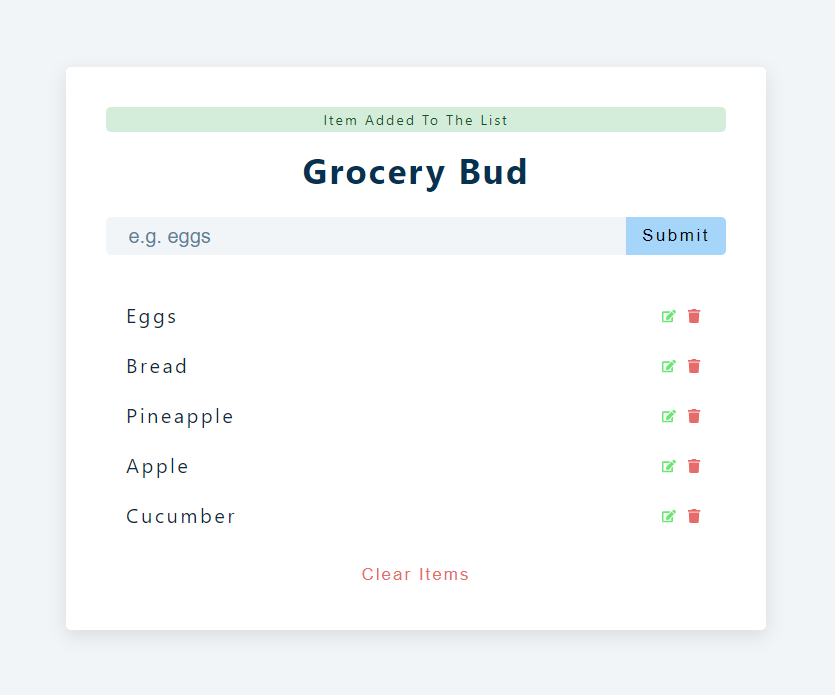 Item Added To The List
Grocery Bud
e.g. eggs
Submit
Eggs
Bread
Pineapple
Apple
Cucumber
Clear Items